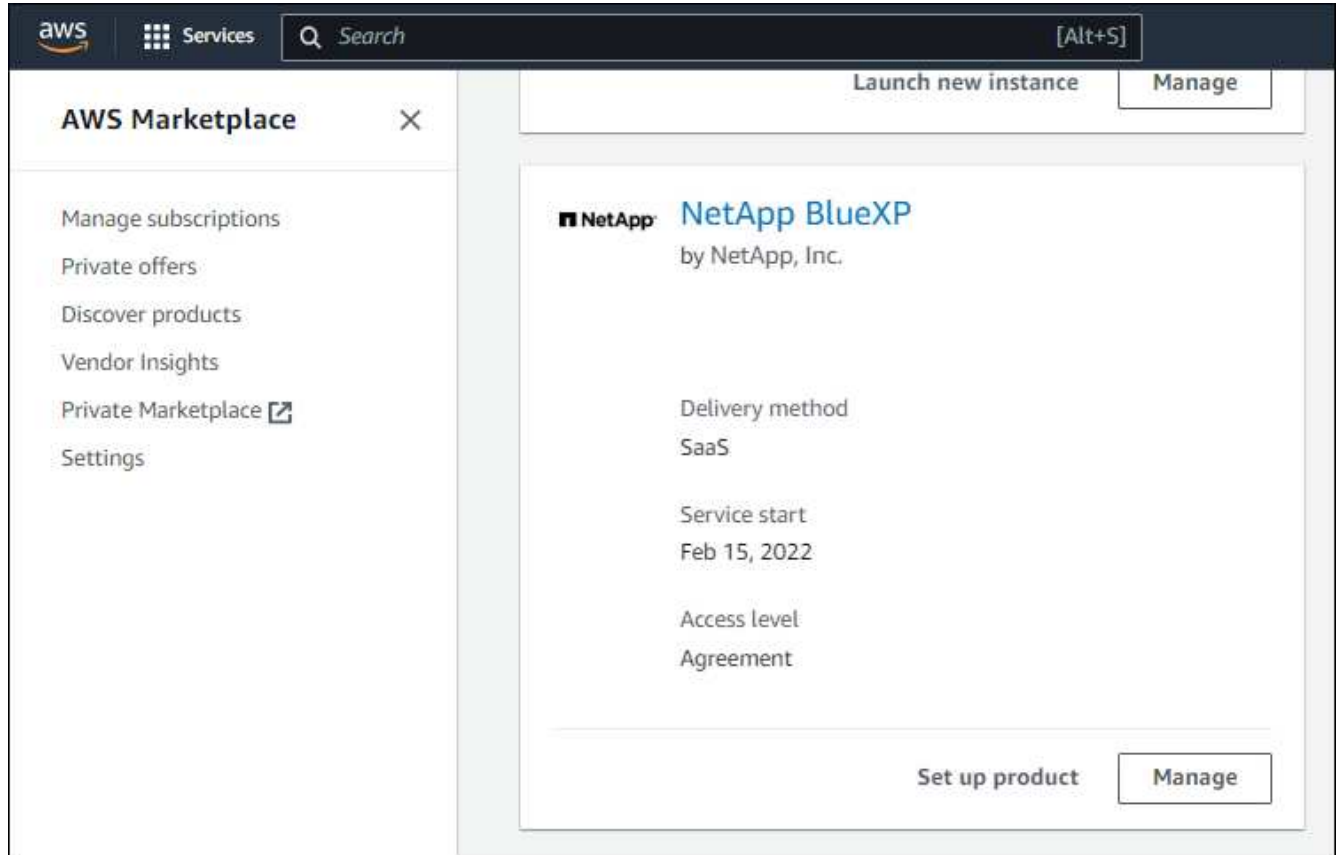 aws Services Search [Alt+S]
AWS Marketplace
Manage subscriptions
Private offers
Discover products
Vendor Insights
Private Marketplace
Settings
Launch new instance Manage
NetApp NetApp BlueXP
by NetApp, Inc.
Delivery method
SaaS
Service start
Feb 15, 2022
Access level
Agreement
Set up product Manage